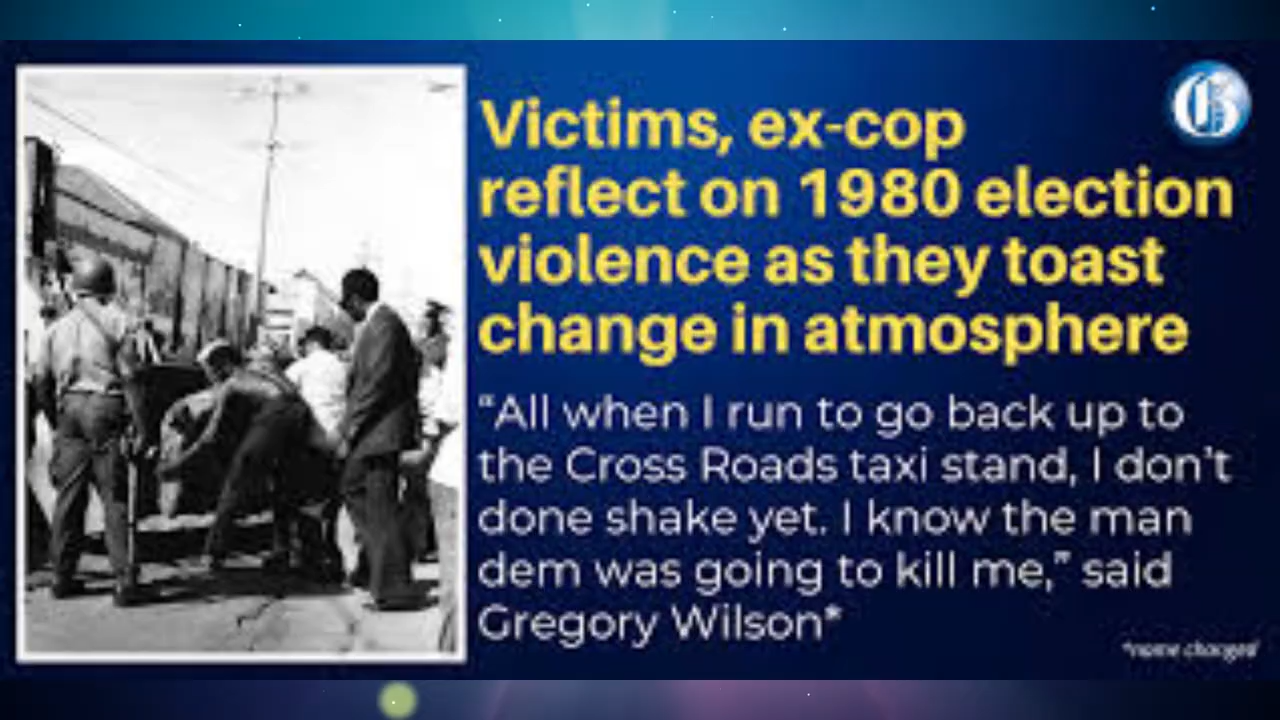 G
Victims, ex-cop
reflect on 1980 election
violence as they toast
change in atmosphere
“All when I run to go back up to
the Cross Roads taxi stand, I don’t
done shake yet. I know the man
dem was going to kill me,” said
Gregory Wilson*
*name changed